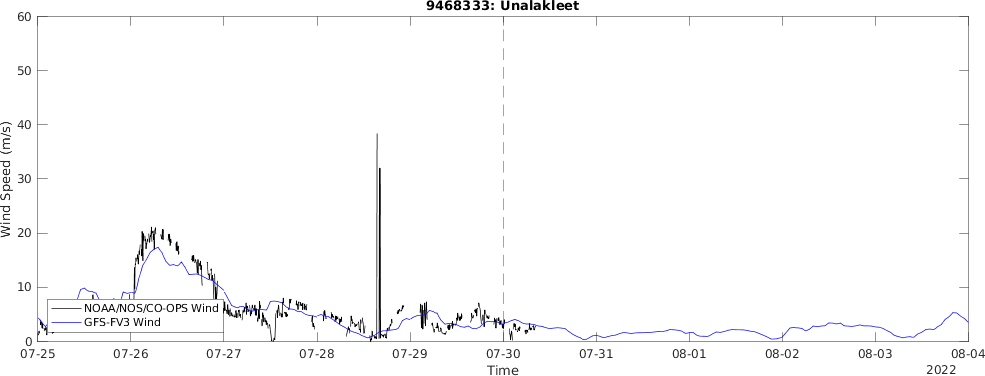 9468333: Unalakleet
60
50
40
30
20
10
0
Wind Speed (m/s)
NOAA/NOS/CO-OPS Wind
GFS-FV3 Wind
07-25 07-26 07-27 07-28 07-29 07-30 07-31 08-01 08-02 08-03 08-04
Time
2022